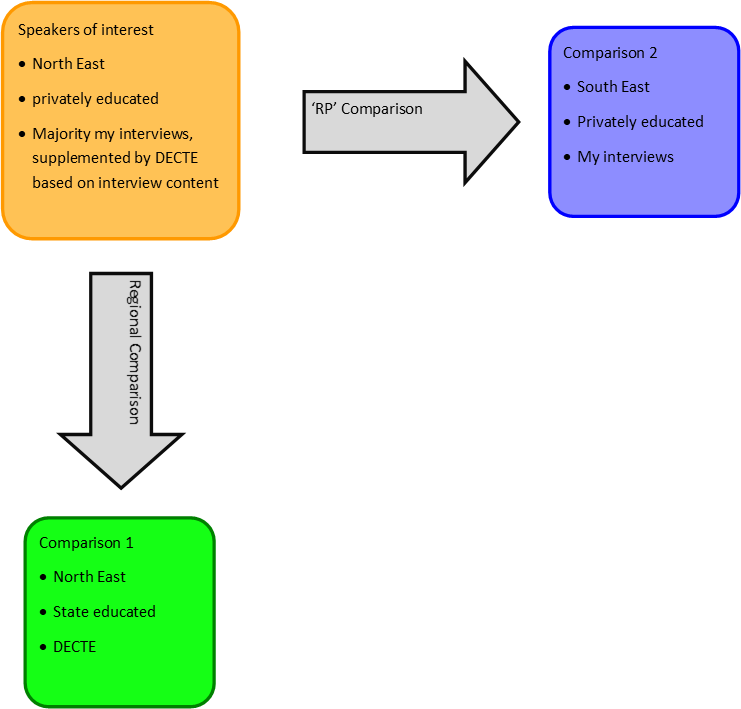 Speakers of interest
• North East
• privately educated
• Majority my interviews,
supplemented by DECTE
based on interview content
‘RP’ Comparison
Comparison 2
• South East
• Privately educated
• My interviews
Regional Comparison
Comparison 1
• North East
• State educated
• DECTE